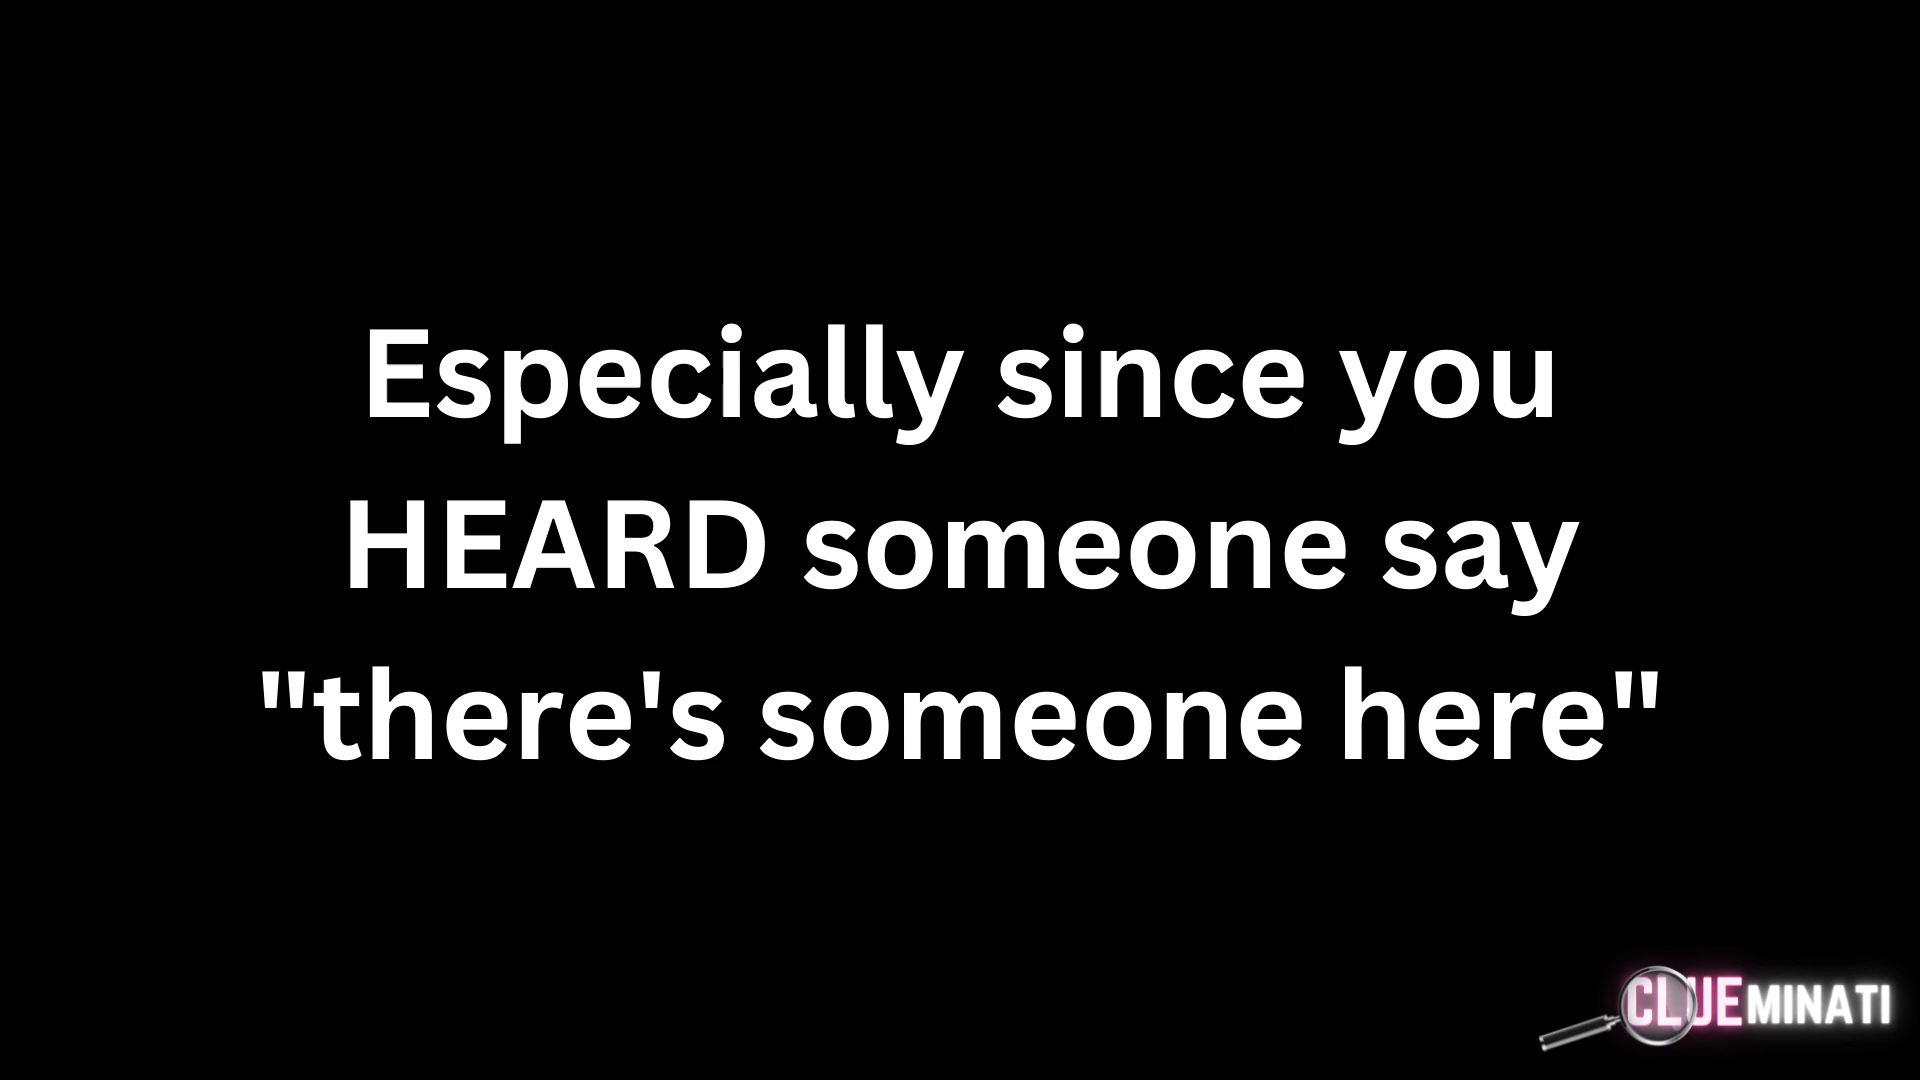 Especially since you
HEARD someone say
"there's someone here"
CLUEMINATI